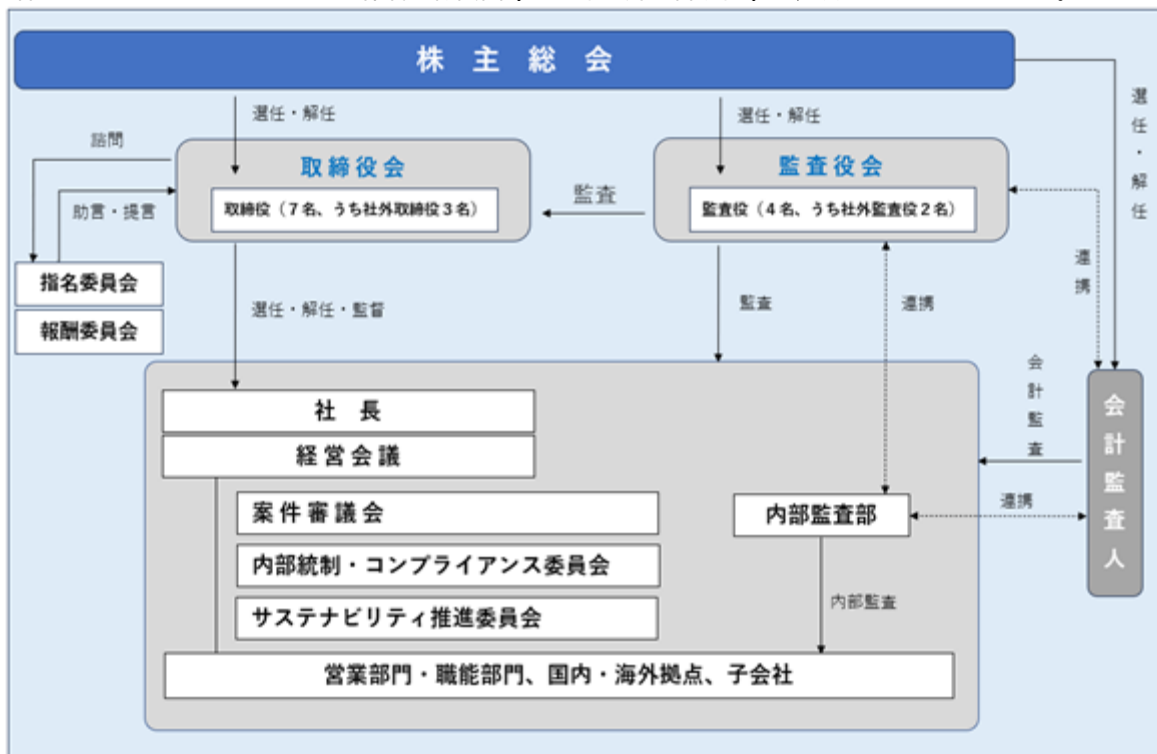 株主総会
選任・解任
選任・解任
選任・解任
諮問
取締役会
取締役（７名、うち社外取締役３名）
監査
監査役会
監査役（４名、うち社外監査役２名）
助言・提言
指名委員会
報酬委員会
選任・解任・監督
監査
連携
連携
会計監査
会計監査人
社長
経営会議
案件審議会
内部監査部
連携
内部統制・コンプライアンス委員会
サステナビリティ推進委員会
内部監査
営業部門・職能部門、国内・海外拠点、子会社